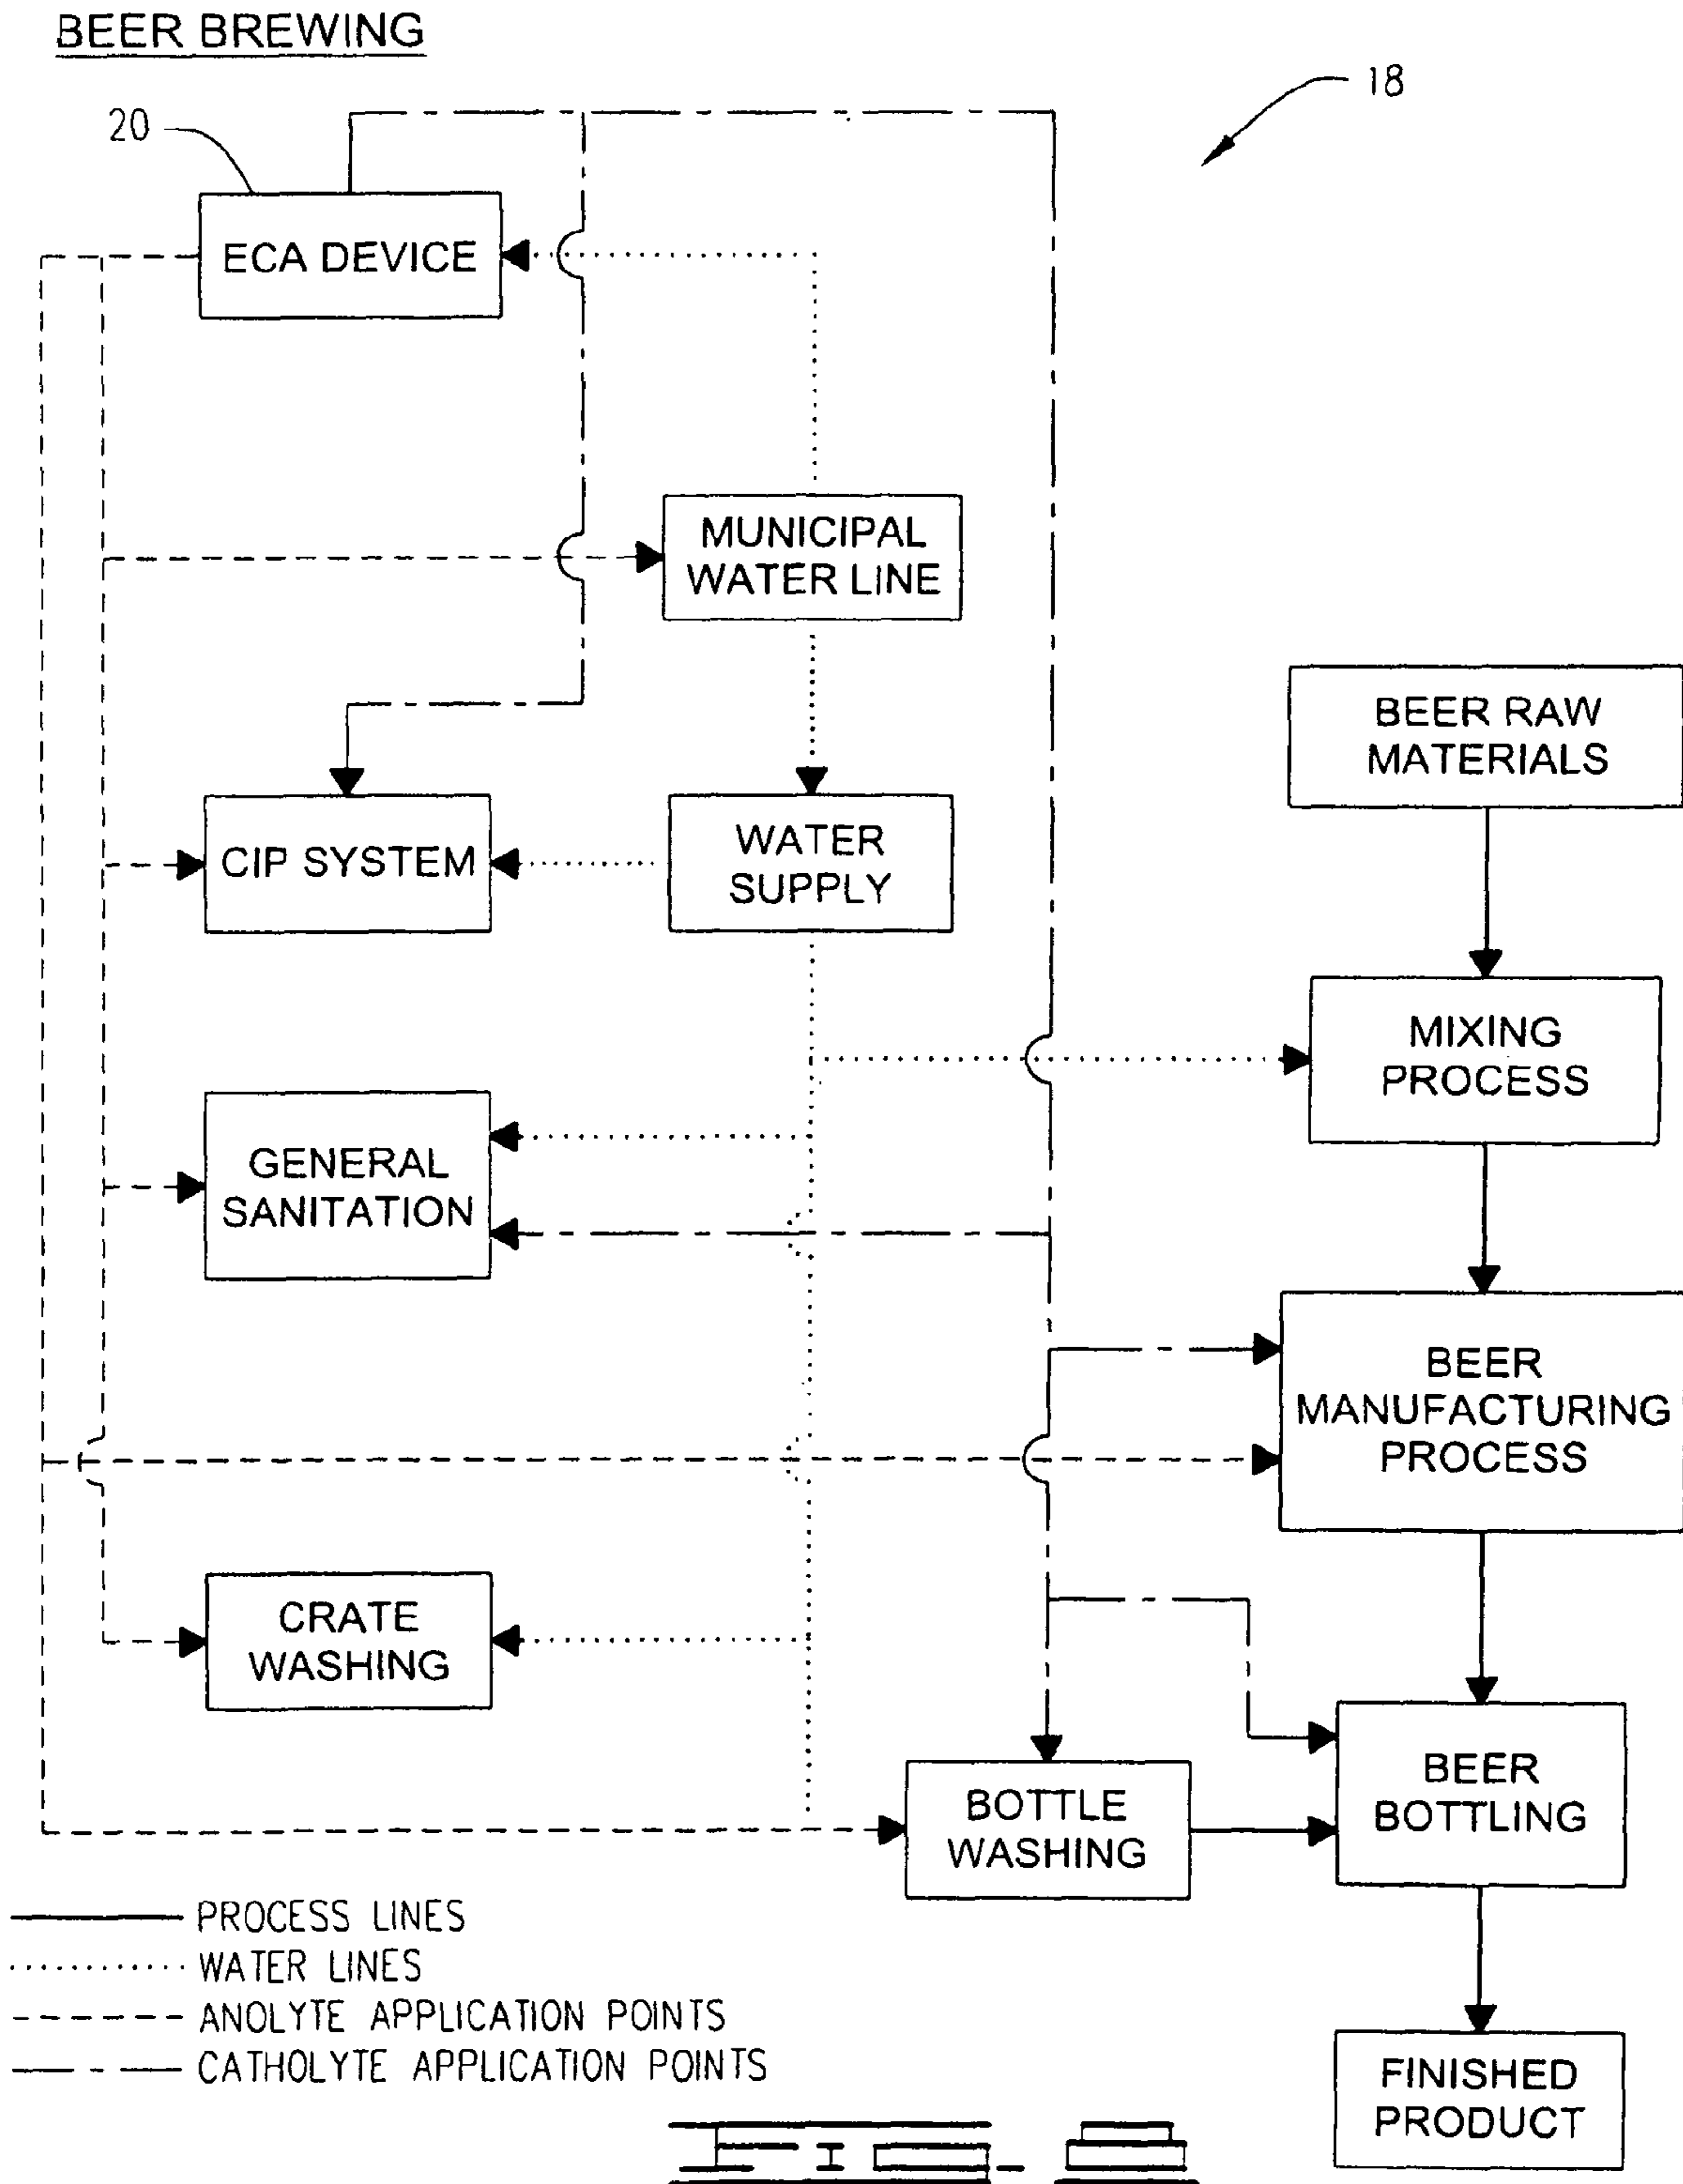 BEER BREWING
18
20
ECA DEVICE
MUNICIPAL
WATER LINE
BEER RAW
MATERIALS
CIP SYSTEM
WATER
SUPPLY
MIXING
PROCESS
GENERAL
SANITATION
BEER
MANUFACTURING
PROCESS
CRATE
WASHING
BOTTLE
WASHING
BEER
BOTTLING
PROCESS LINES
WATER LINES
ANOLYTE APPLICATION POINTS
CATHOLYTE APPLICATION POINTS
FINISHED
PRODUCT